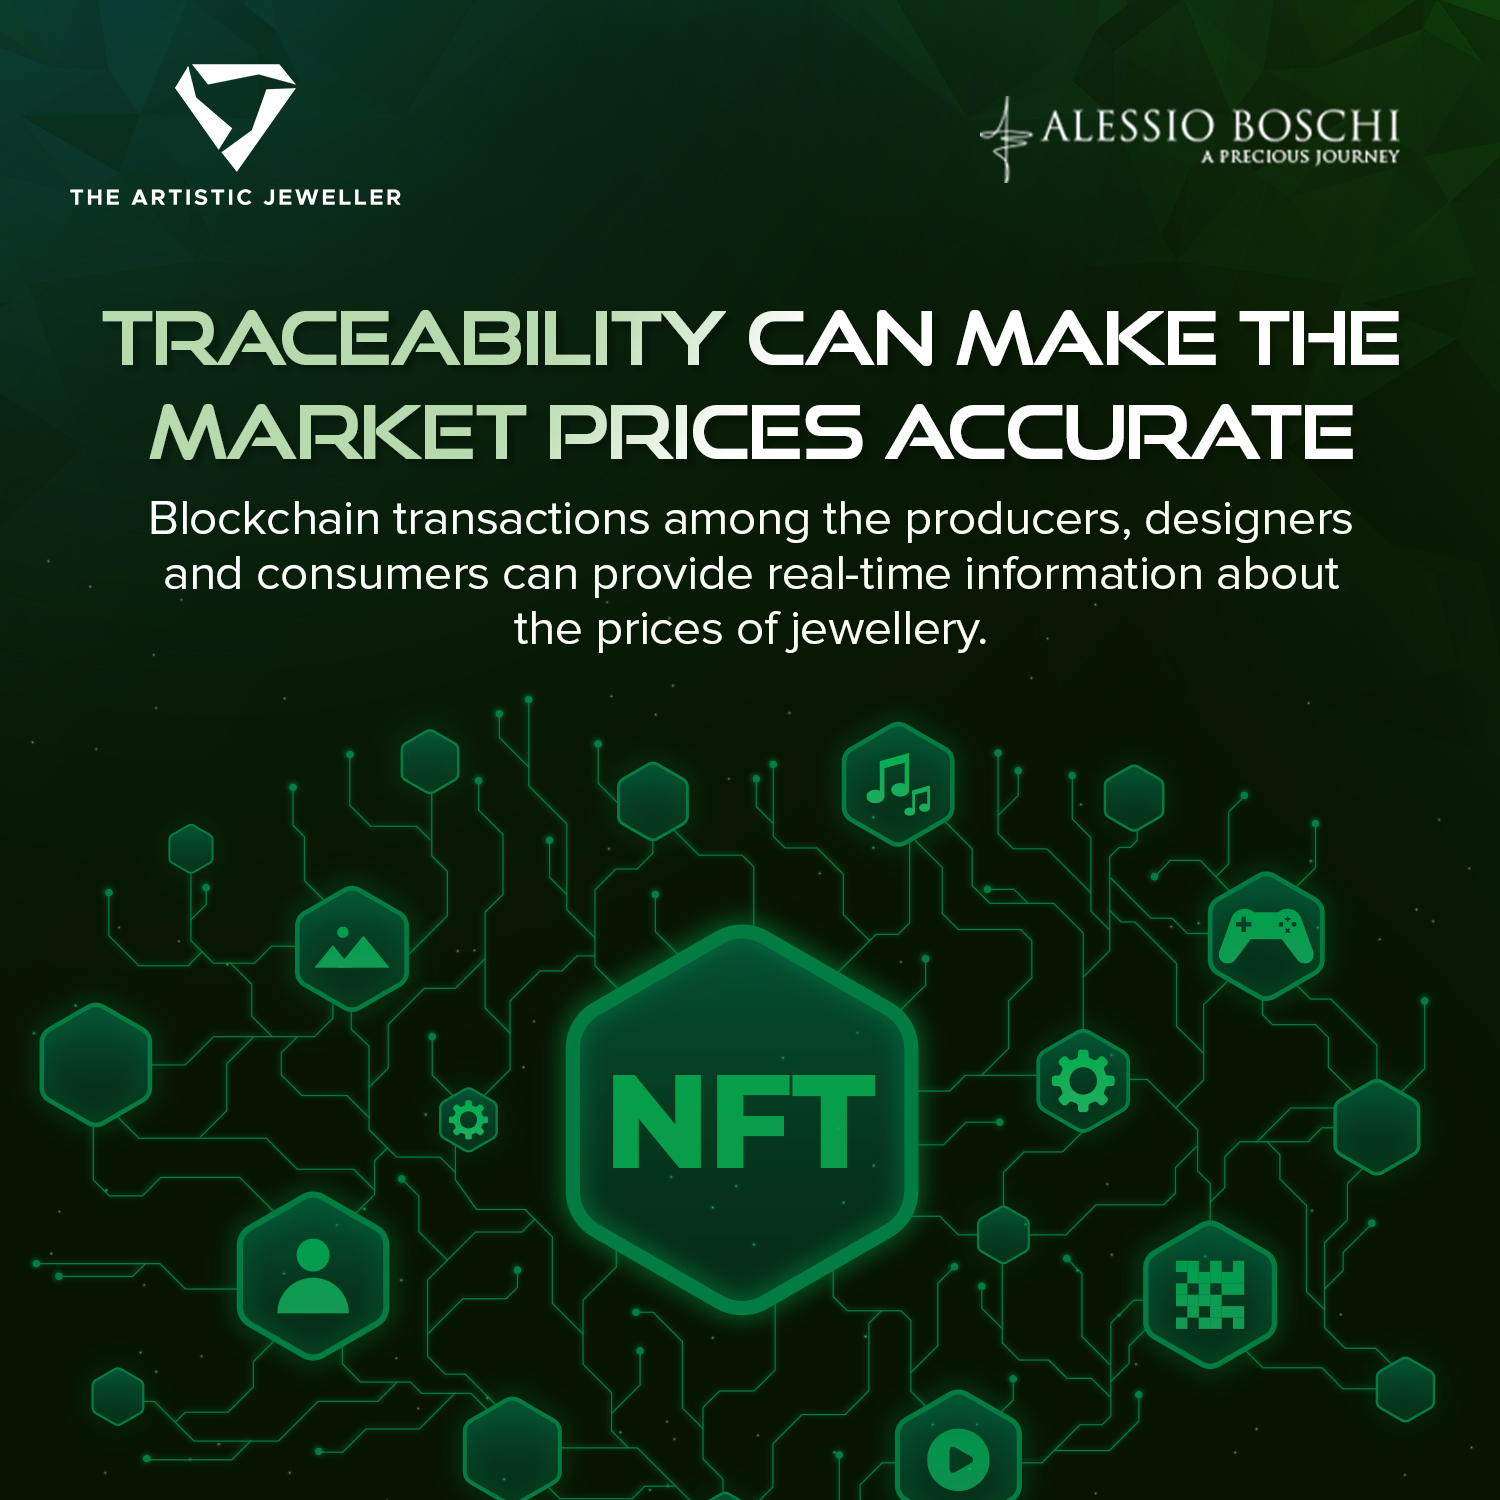 THE ARTISTIC JEWELLER
ALESSIO BOSCHI
A PRECIOUS JOURNEY
TRACEABILITY CAN MAKE THE
MARKET PRICES ACCURATE
Blockchain transactions among the producers, designers
and consumers can provide real-time information about
the prices of jewellery.
NFT